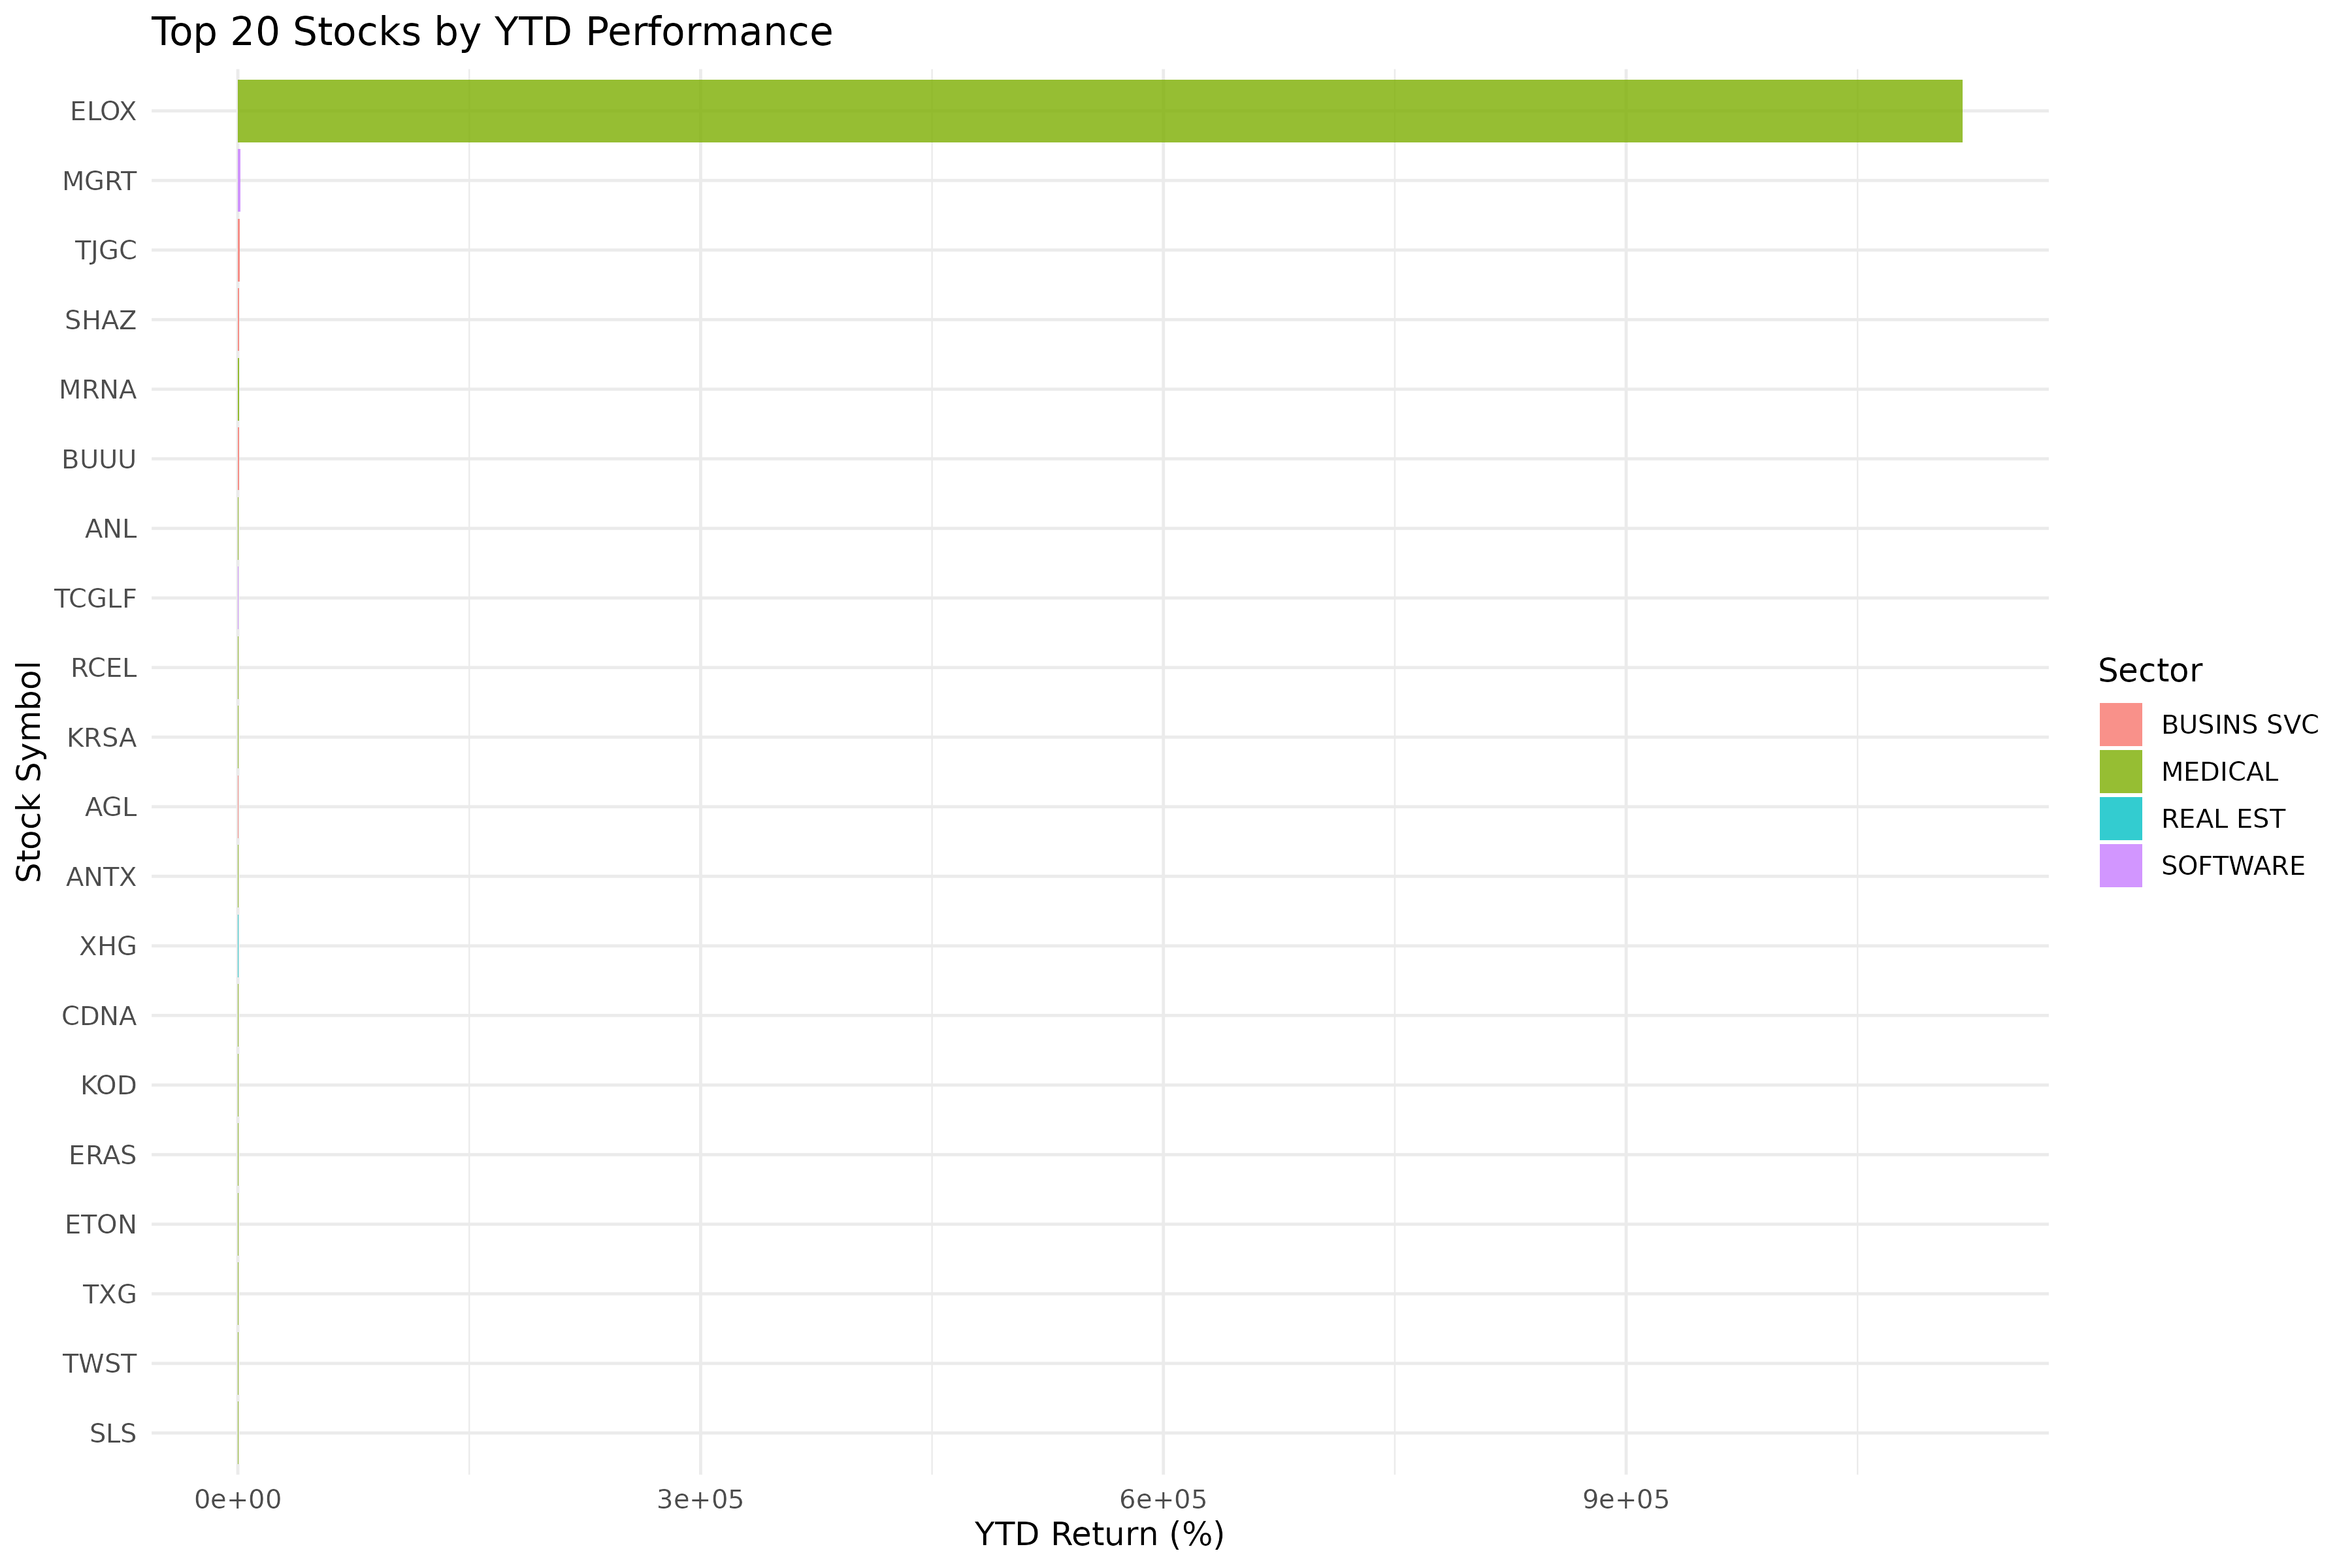 Top 20 Stocks by YTD Performance
ELOX
MGRT
TJGC
SHAZ
MRNA
BUUU
ANL
TCGLF
RCEL
KRSA
AGL
ANTX
XHG
CDNA
KOD
ERAS
ETON
TXG
TWST
SLS
Stock Symbol
0e+00 3e+05 6e+05 9e+05
YTD Return (%)
Sector
BUSINS SVC
MEDICAL
REAL EST
SOFTWARE